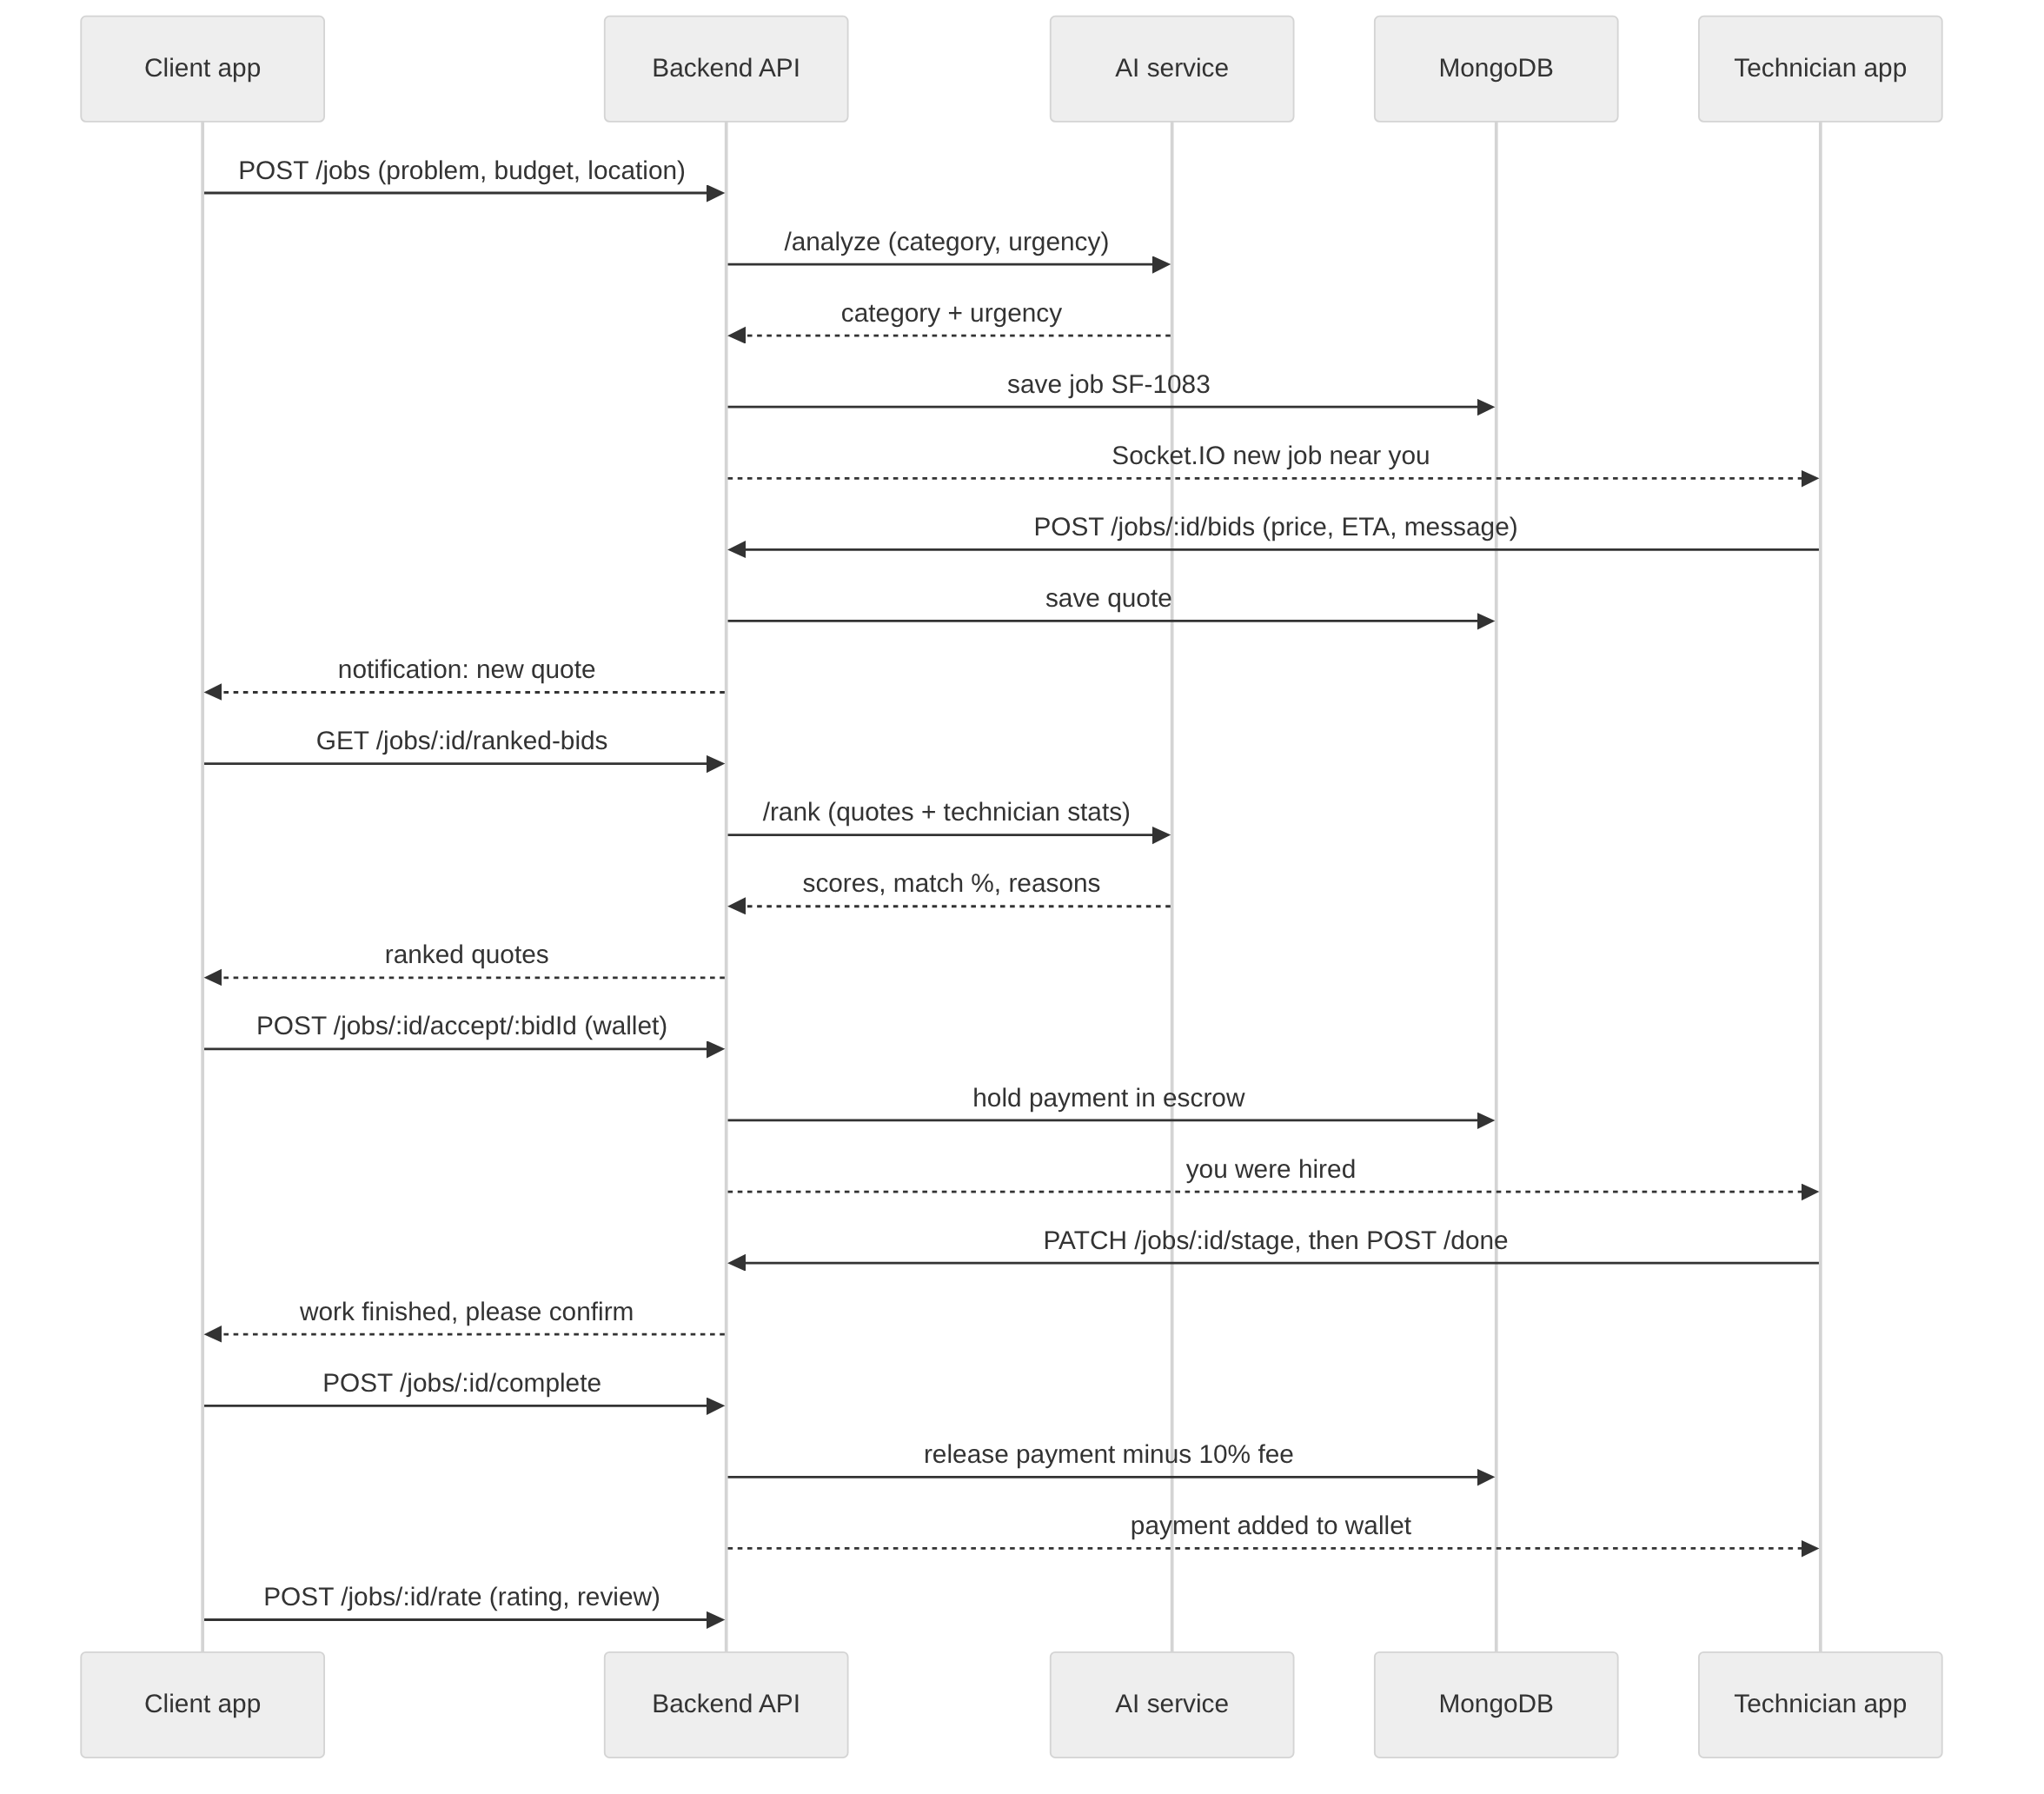 Client app
Backend API
AI service
MongoDB
Technician app
POST /jobs (problem, budget, location)
/analyze (category, urgency)
category + urgency
save job SF-1083
Socket.IO new job near you
POST /jobs/:id/bids (price, ETA, message)
save quote
notification: new quote
GET /jobs/:id/ranked-bids
/rank (quotes + technician stats)
scores, match %, reasons
ranked quotes
POST /jobs/:id/accept/:bidId (wallet)
hold payment in escrow
you were hired
PATCH /jobs/:id/stage, then POST /done
work finished, please confirm
POST /jobs/:id/complete
release payment minus 10% fee
payment added to wallet
POST /jobs/:id/rate (rating, review)
Client app
Backend API
AI service
MongoDB
Technician app